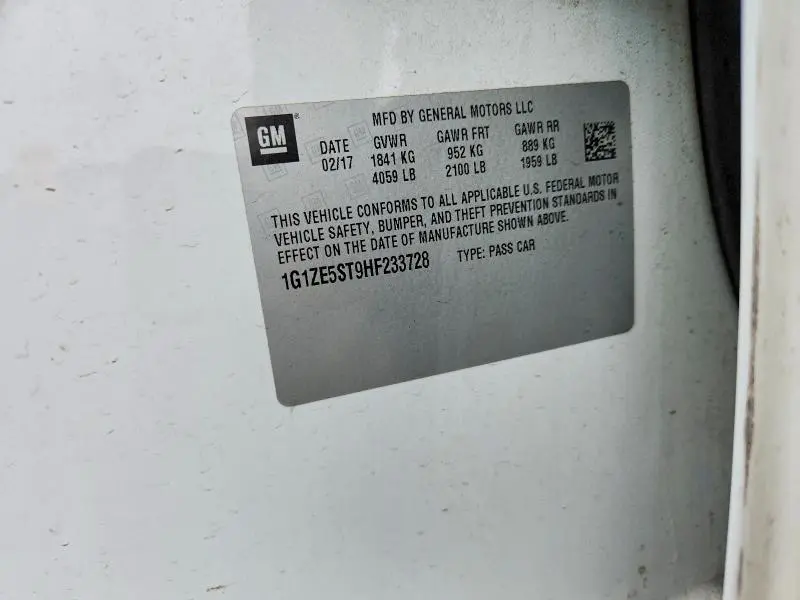 GM
MFD BY GENERAL MOTORS LLC
DATE GVWR GAWR FRT GAWR RR
02/17 1841 KG 952 KG 889 KG
4059 LB 2100 LB 1959 LB
THIS VEHICLE CONFORMS TO ALL APPLICABLE U.S. FEDERAL MOTOR
VEHICLE SAFETY, BUMPER, AND THEFT PREVENTION STANDARDS IN
EFFECT ON THE DATE OF MANUFACTURE SHOWN ABOVE.
1G1ZE5ST9HF233728 TYPE: PASS CAR